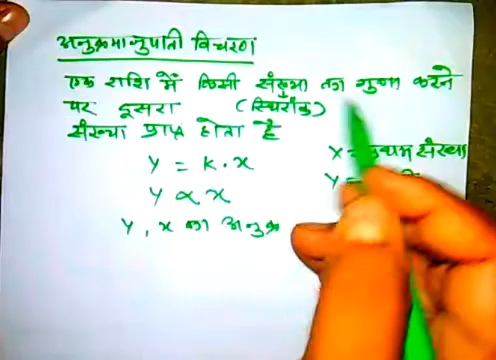 अनुक्रमानुपाती विचरण
एक राशि में किसी संख्या का गुणा करने
पर दूसरा (स्थिरांक)
संख्या प्राप्त होता है
y = k · x
y ∝ x
y, x का अनुक्र
x = संख्या
y =